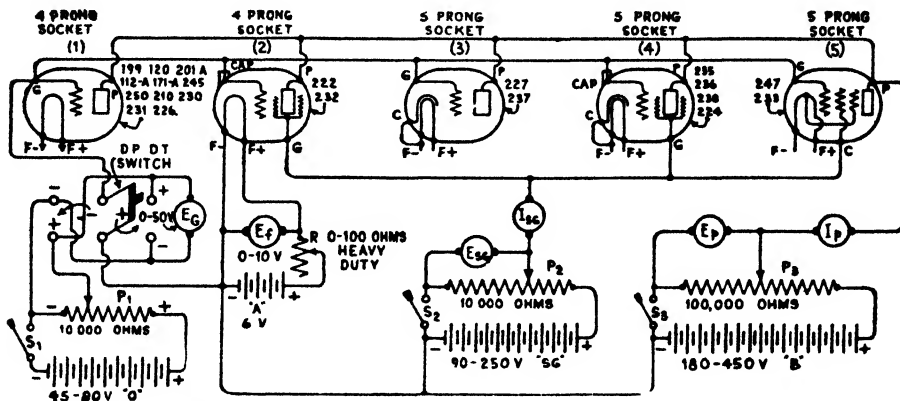 4 PRONG SOCKET (1)
4 PRONG SOCKET (2)
5 PRONG SOCKET (3)
5 PRONG SOCKET (4)
5 PRONG SOCKET (5)
G
P
199 120 201A
112-A 171-A 245
250 210 230
231 226
F-
F+
CAP
P
222
232
F-
F+
G
G
P
227
237
C
F-
F+
CAP
P
235
236
238
224
C
F-
F+
G
G
P
247
233
F-
F+
C
DP DT
SWITCH
-
+
-
+
+
-
0-50V
EG
Ef
0-10 V
R
0-100 OHMS
HEAVY
DUTY
- "A" +
6 V
ISG
ESG
P2
10 000 OHMS
S2
- +
90-250 V "SG"
EP
IP
P3
100,000 OHMS
S3
- +
180-450 V "B"
- P1 +
10 000 OHMS
S1
- +
45-90V "C"